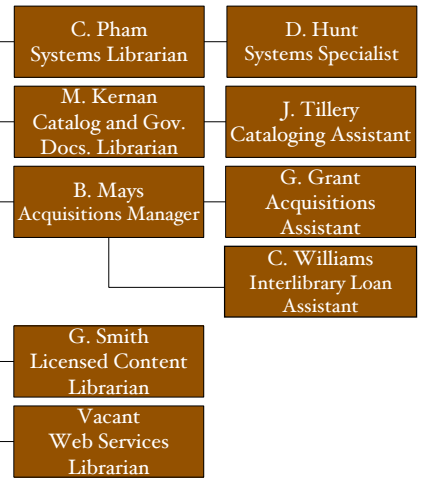 C. Pham
Systems Librarian
D. Hunt
Systems Specialist
M. Kernan
Catalog and Gov.
Docs. Librarian
J. Tillery
Cataloging Assistant
B. Mays
Acquisitions Manager
G. Grant
Acquisitions
Assistant
C. Williams
Interlibrary Loan
Assistant
G. Smith
Licensed Content
Librarian
Vacant
Web Services
Librarian